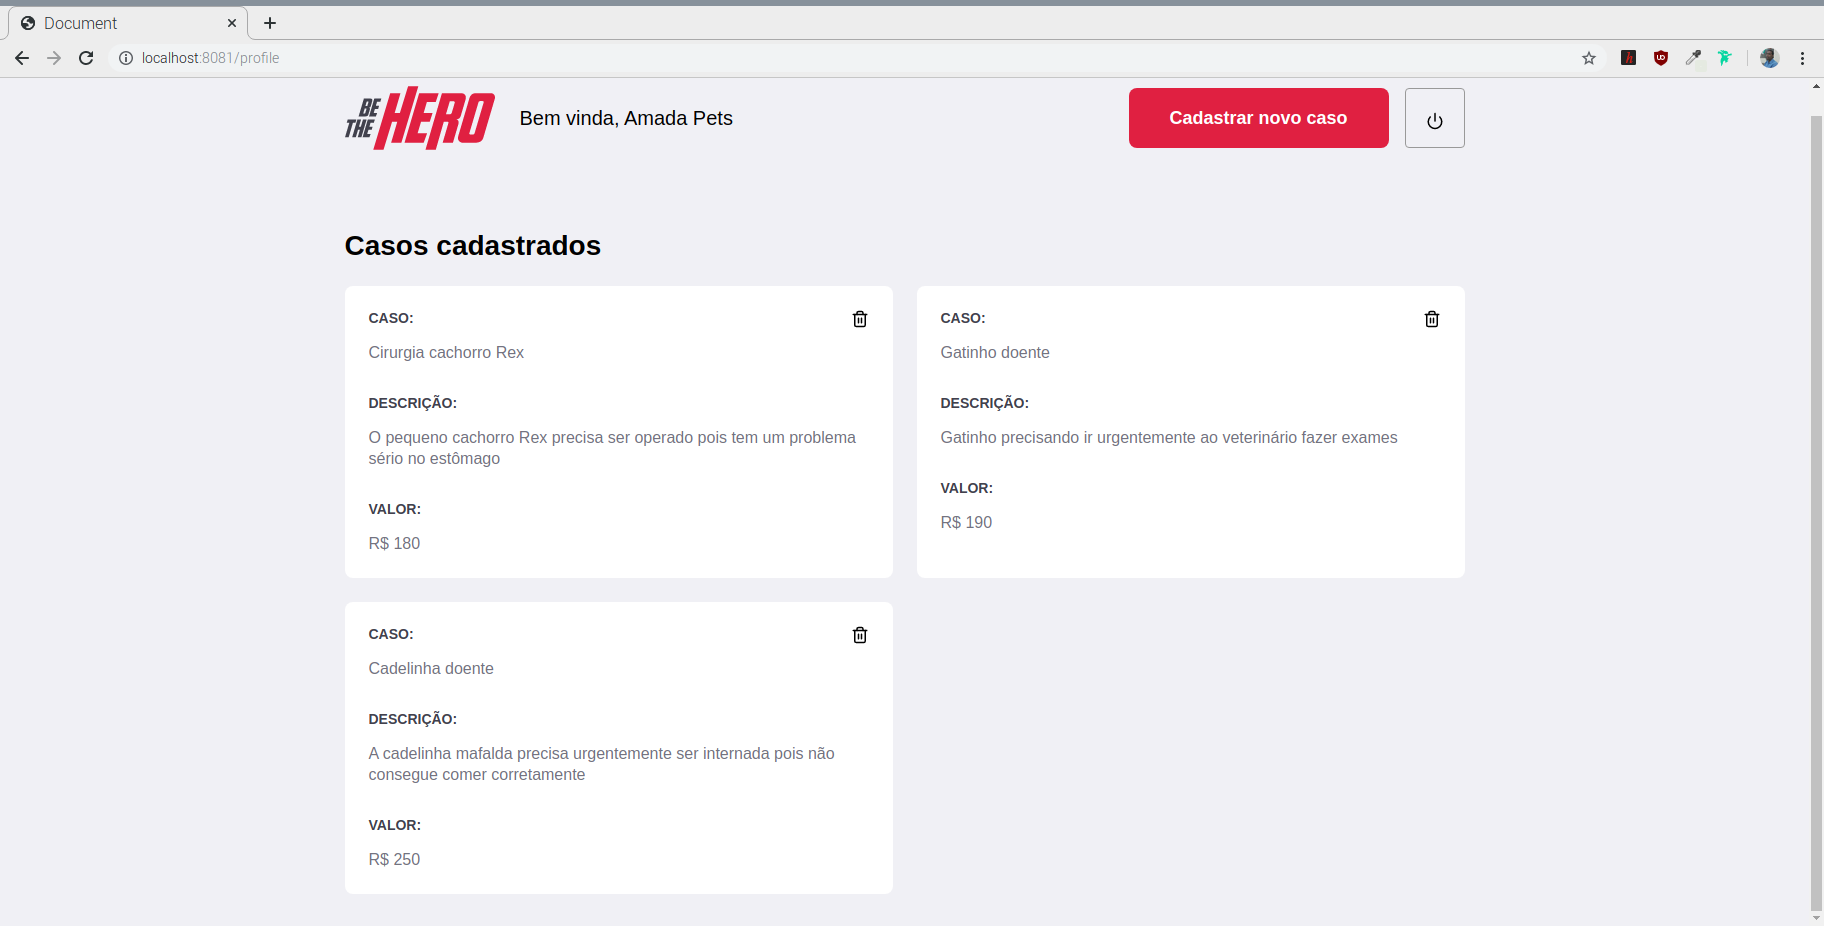 Document
localhost:8081/profile
BE
THE
HERO
Bem vinda, Amada Pets
Cadastrar novo caso
Casos cadastrados
CASO:
Cirurgia cachorro Rex
DESCRIÇÃO:
O pequeno cachorro Rex precisa ser operado pois tem um problema
sério no estômago
VALOR:
R$ 180
CASO:
Gatinho doente
DESCRIÇÃO:
Gatinho precisando ir urgentemente ao veterinário fazer exames
VALOR:
R$ 190
CASO:
Cadelinha doente
DESCRIÇÃO:
A cadelinha mafalda precisa urgentemente ser internada pois não
consegue comer corretamente
VALOR:
R$ 250